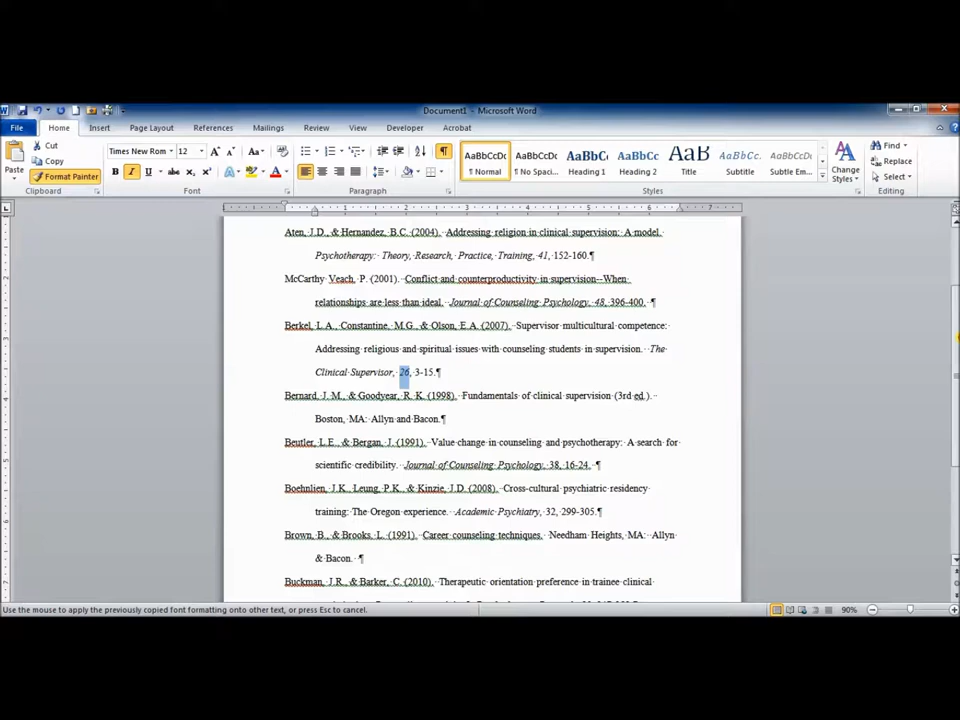 Document1 - Microsoft Word
File Home Insert Page Layout References Mailings Review View Developer Acrobat
Cut
Copy
Format Painter
Paste
Times New Rom 12
AaBbCcDc AaBbCcDc AaBbC AaBbCc AaBb AaBbCc. AaBbCcDc
¶ Normal ¶ No Spaci... Heading 1 Heading 2 Title Subtitle Subtle Em...
Change
Styles
Find
Replace
Select
Clipboard Font Paragraph Styles Editing
1 2 3 4 5 6 7
Aten, J.D., & Hernandez, B.C. (2004). Addressing religion in clinical supervision: A model.
Psychotherapy: Theory, Research, Practice, Training, 41, 152-160.¶
McCarthy Veach, P. (2001). Conflict and counterproductivity in supervision--When
relationships are less than ideal. Journal of Counseling Psychology, 48, 396-400. ¶
Berkel, L.A., Constantine, M.G., & Olson, E.A. (2007). Supervisor multicultural competence:
Addressing religious and spiritual issues with counseling students in supervision. The
Clinical Supervisor, 26, 3-15.¶
Bernard, J. M., & Goodyear, R. K. (1998). Fundamentals of clinical supervision (3rd ed.).
Boston, MA: Allyn and Bacon.¶
Beutler, L.E., & Bergan, J. (1991). Value change in counseling and psychotherapy: A search for
scientific credibility. Journal of Counseling Psychology, 38, 16-24. ¶
Boehnlien, J.K., Leung, P.K., & Kinzie, J.D. (2008). Cross-cultural psychiatric residency
training: The Oregon experience. Academic Psychiatry, 32, 299-305.¶
Brown, B., & Brooks, L. (1991). Career counseling techniques. Needham Heights, MA: Allyn
& Bacon. ¶
Buckman, J.R., & Barker, C. (2010). Therapeutic orientation preference in trainee clinical
Use the mouse to apply the previously copied font formatting onto other text, or press Esc to cancel.
90%